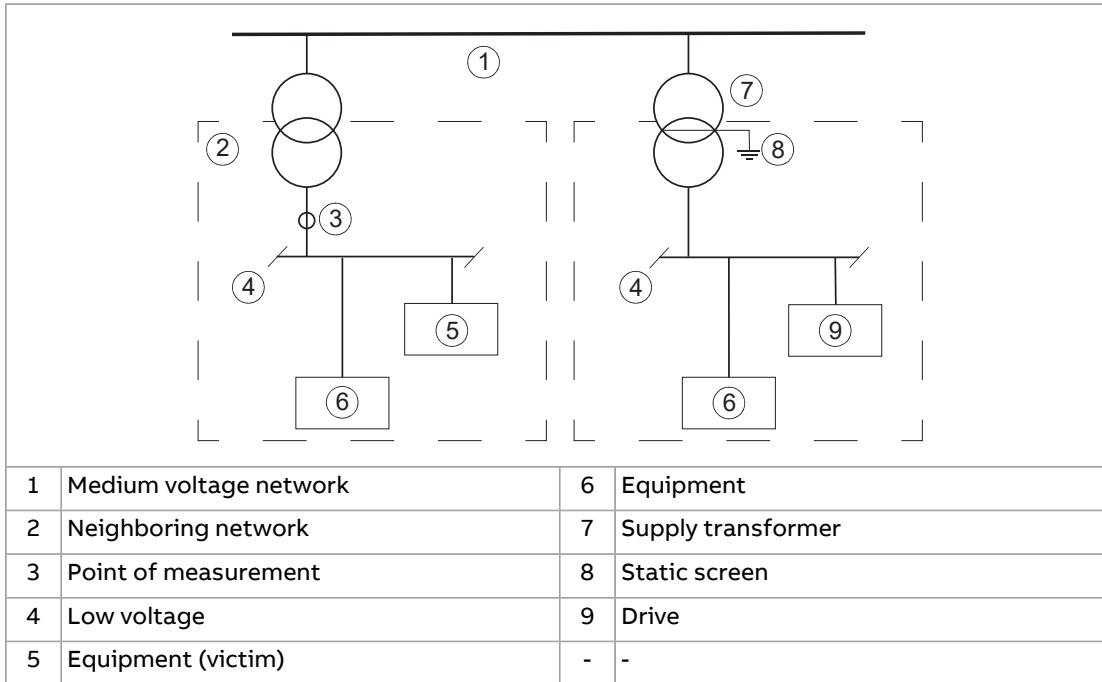 1
7
2
8
3
4
4
5
9
6
6
1 Medium voltage network 6 Equipment
2 Neighboring network 7 Supply transformer
3 Point of measurement 8 Static screen
4 Low voltage 9 Drive
5 Equipment (victim) - -